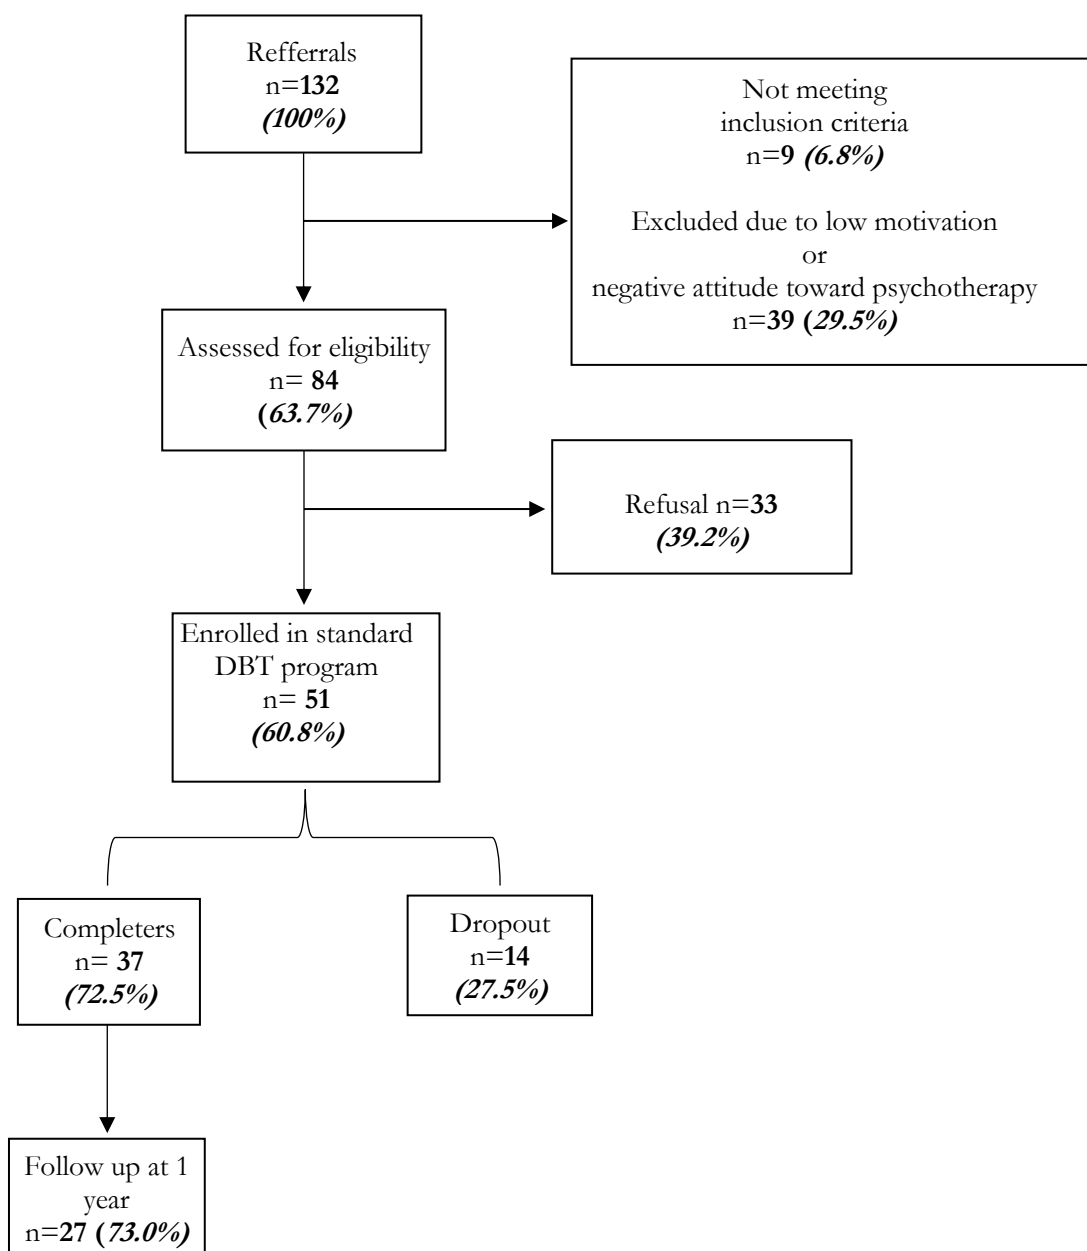 Refferrals
n=132
(100%)
Not meeting
inclusion criteria
n=9 (6.8%)
Excluded due to low motivation
or
negative attitude toward psychotherapy
n=39 (29.5%)
Assessed for eligibility
n= 84
(63.7%)
Refusal n=33
(39.2%)
Enrolled in standard
DBT program
n= 51
(60.8%)
Completers
n= 37
(72.5%)
Dropout
n=14
(27.5%)
Follow up at 1
year
n=27 (73.0%)